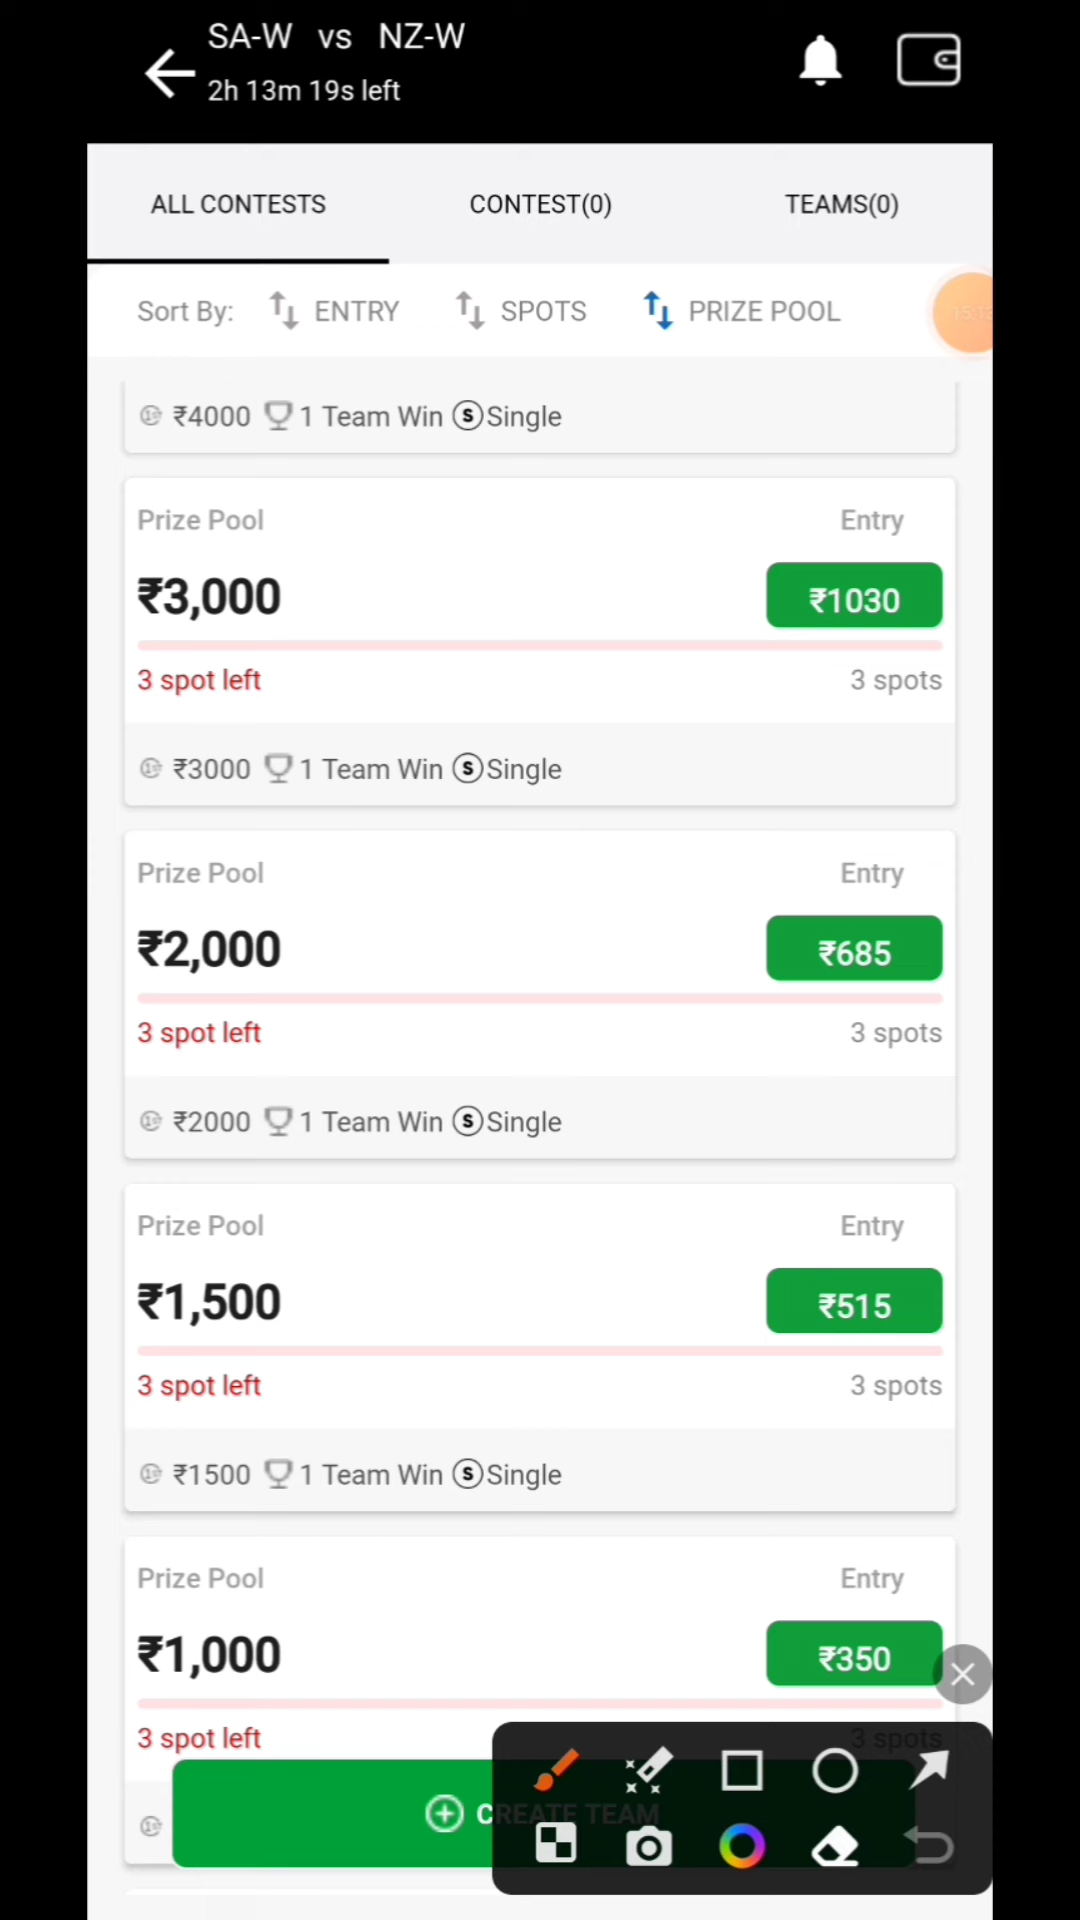 SA-W vs NZ-W
2h 13m 19s left
ALL CONTESTS CONTEST(0) TEAMS(0)
Sort By: ENTRY SPOTS PRIZE POOL
₹4000 1 Team Win S Single
Prize Pool Entry
₹3,000 ₹1030
3 spot left 3 spots
₹3000 1 Team Win S Single
Prize Pool Entry
₹2,000 ₹685
3 spot left 3 spots
₹2000 1 Team Win S Single
Prize Pool Entry
₹1,500 ₹515
3 spot left 3 spots
₹1500 1 Team Win S Single
Prize Pool Entry
₹1,000 ₹350
3 spot left 3 spots
CREATE TEAM